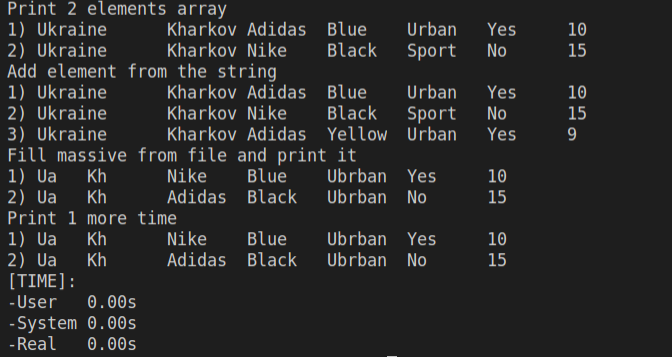 Print 2 elements array
1) Ukraine Kharkov Adidas Blue Urban Yes 10
2) Ukraine Kharkov Nike Black Sport No 15
Add element from the string
1) Ukraine Kharkov Adidas Blue Urban Yes 10
2) Ukraine Kharkov Nike Black Sport No 15
3) Ukraine Kharkov Adidas Yellow Urban Yes 9
Fill massive from file and print it
1) Ua Kh Nike Blue Ubrban Yes 10
2) Ua Kh Adidas Black Ubrban No 15
Print 1 more time
1) Ua Kh Nike Blue Ubrban Yes 10
2) Ua Kh Adidas Black Ubrban No 15
[TIME]:
-User 0.00s
-System 0.00s
-Real 0.00s